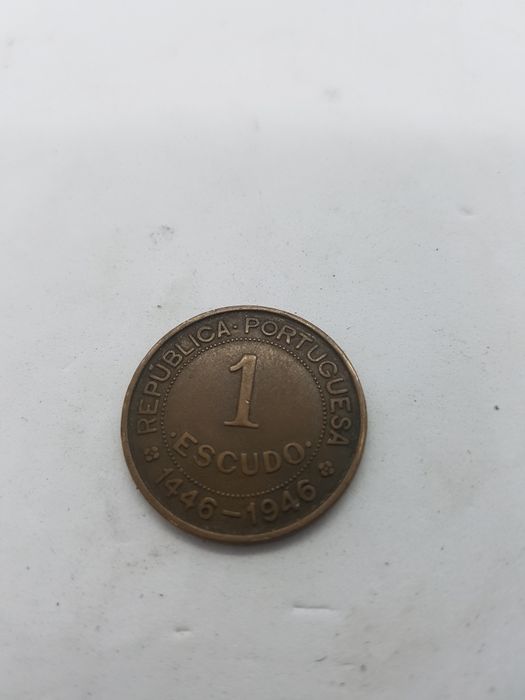 REPÚBLICA·PORTUGUESA
1
·ESCUDO·
1446-1946